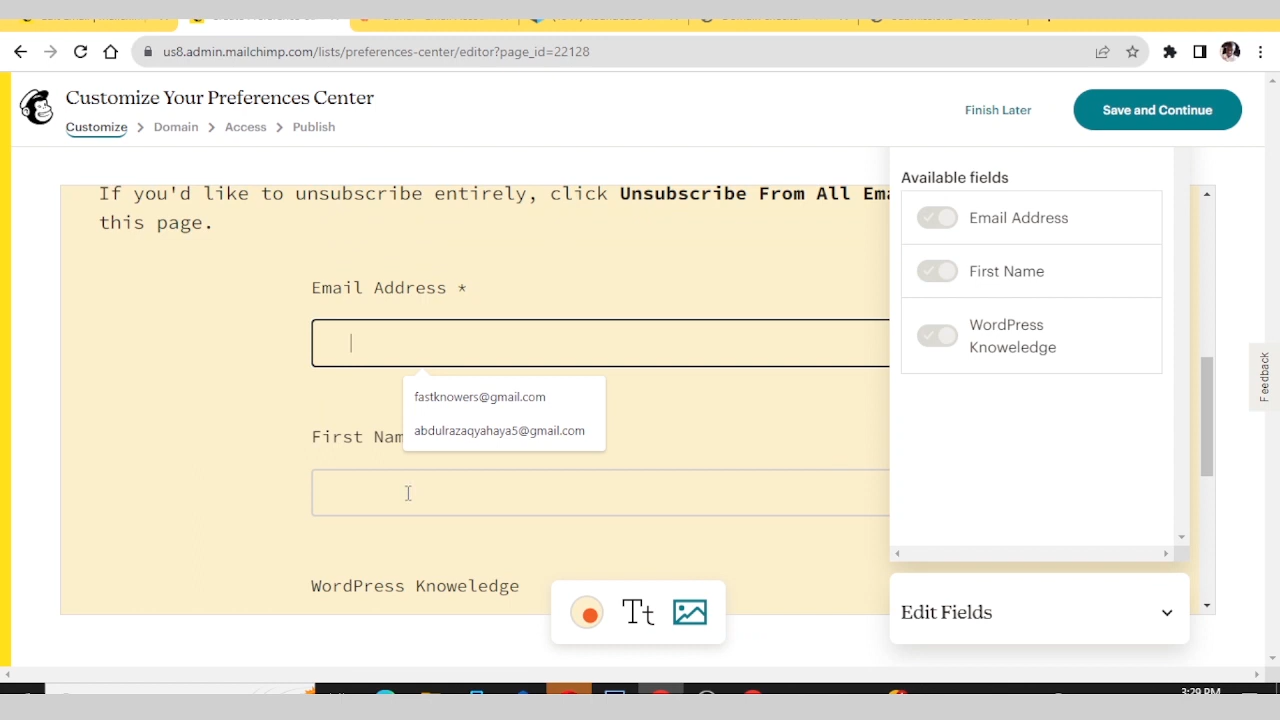 us8.admin.mailchimp.com/lists/preferences-center/editor?page_id=22128
Customize Your Preferences Center
Customize
Domain
Access
Publish
Finish Later
Save and Continue
If you'd like to unsubscribe entirely, click Unsubscribe From All
this page.
Email Address *
fastknowers@gmail.com
abdulrazaqyahaya5@gmail.com
First
WordPress Knoweledge
Tt
Available fields
Email Address
First Name
WordPress
Knoweledge
Edit Fields
Feedback
3:29 PM